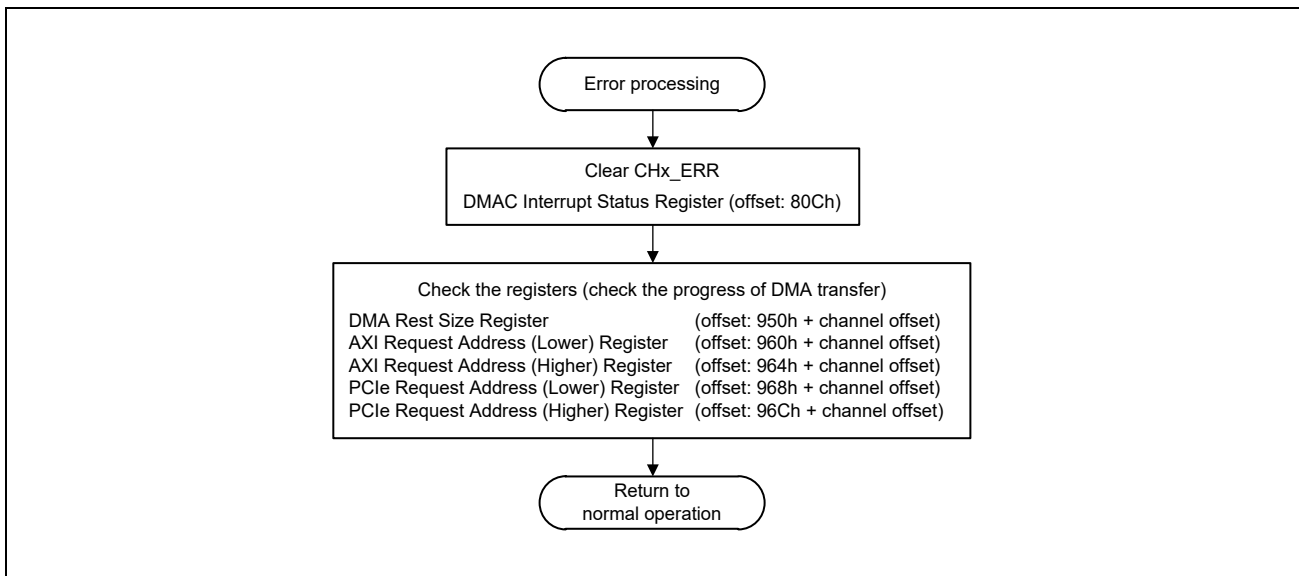 Error processing
Clear CHx_ERR
DMAC Interrupt Status Register (offset: 80Ch)
Check the registers (check the progress of DMA transfer)
DMA Rest Size Register (offset: 950h + channel offset)
AXI Request Address (Lower) Register (offset: 960h + channel offset)
AXI Request Address (Higher) Register (offset: 964h + channel offset)
PCIe Request Address (Lower) Register (offset: 968h + channel offset)
PCIe Request Address (Higher) Register (offset: 96Ch + channel offset)
Return to
normal operation